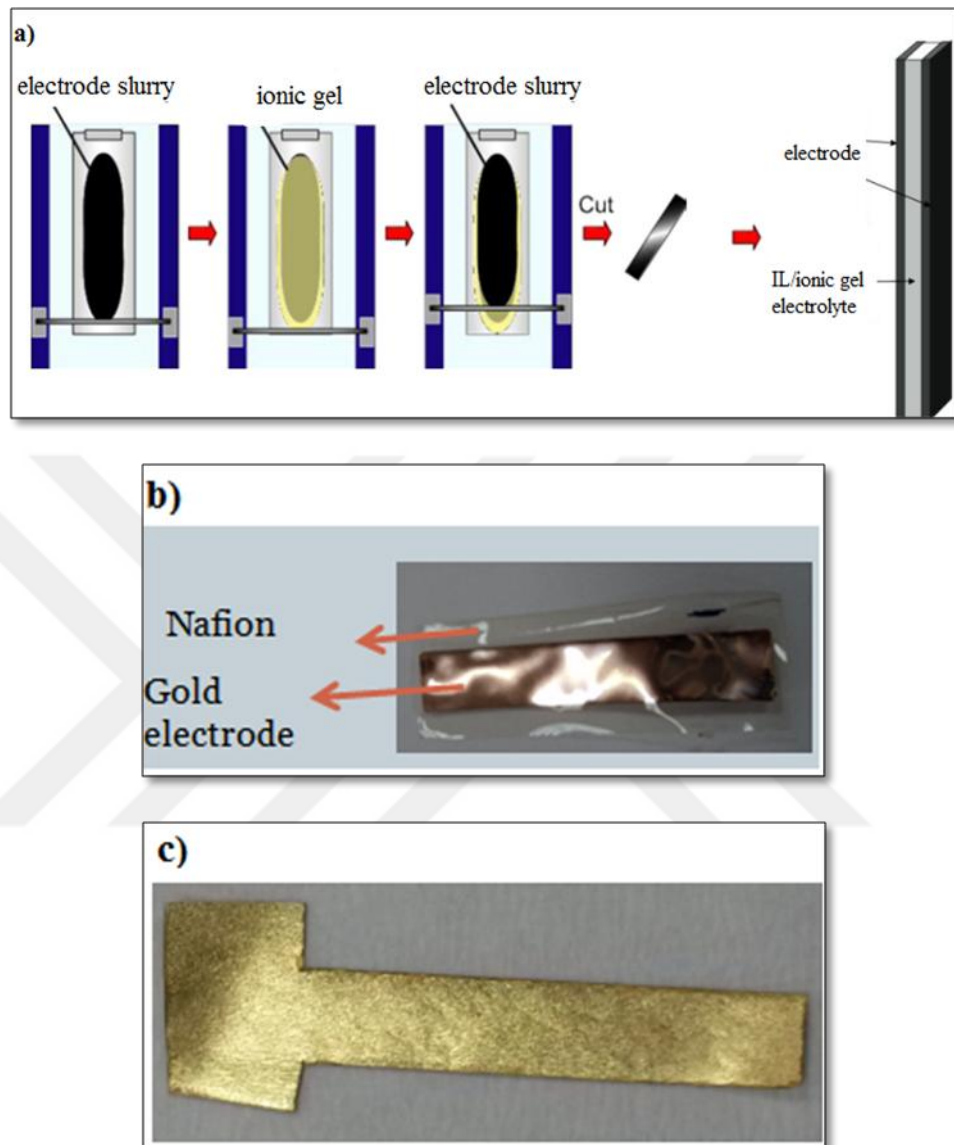 a)
electrode slurry
ionic gel
electrode slurry
Cut
electrode
IL/ionic gel
electrolyte
b)
Nafion
Gold
electrode
c)